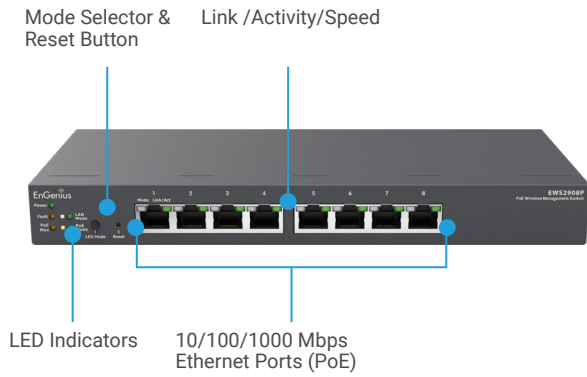 Mode Selector &
Reset Button
Link /Activity/Speed
EnGenius
1 2 3 4 5 6 7 8
EWS2908P
PoE Wireless Management Switch
Mode Link/Act
Power
Fault
LAN
Mode
PoE
Max
PoE
Mode
LED Mode
Reset
LED Indicators
10/100/1000 Mbps
Ethernet Ports (PoE)